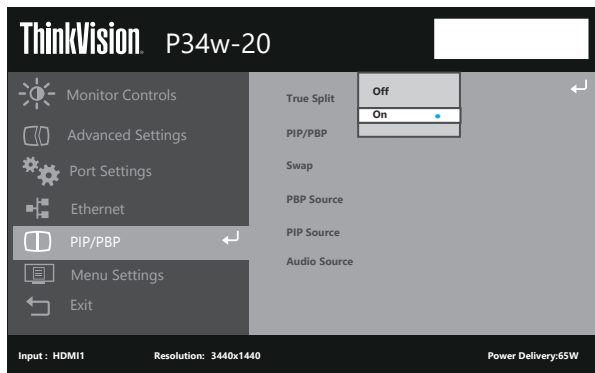 ThinkVision. P34w-20
Monitor Controls
Advanced Settings
Port Settings
Ethernet
PIP/PBP
Menu Settings
Exit
True Split
Off
On
PIP/PBP
Swap
PBP Source
PIP Source
Audio Source
Input : HDMI1 Resolution: 3440x1440 Power Delivery:65W